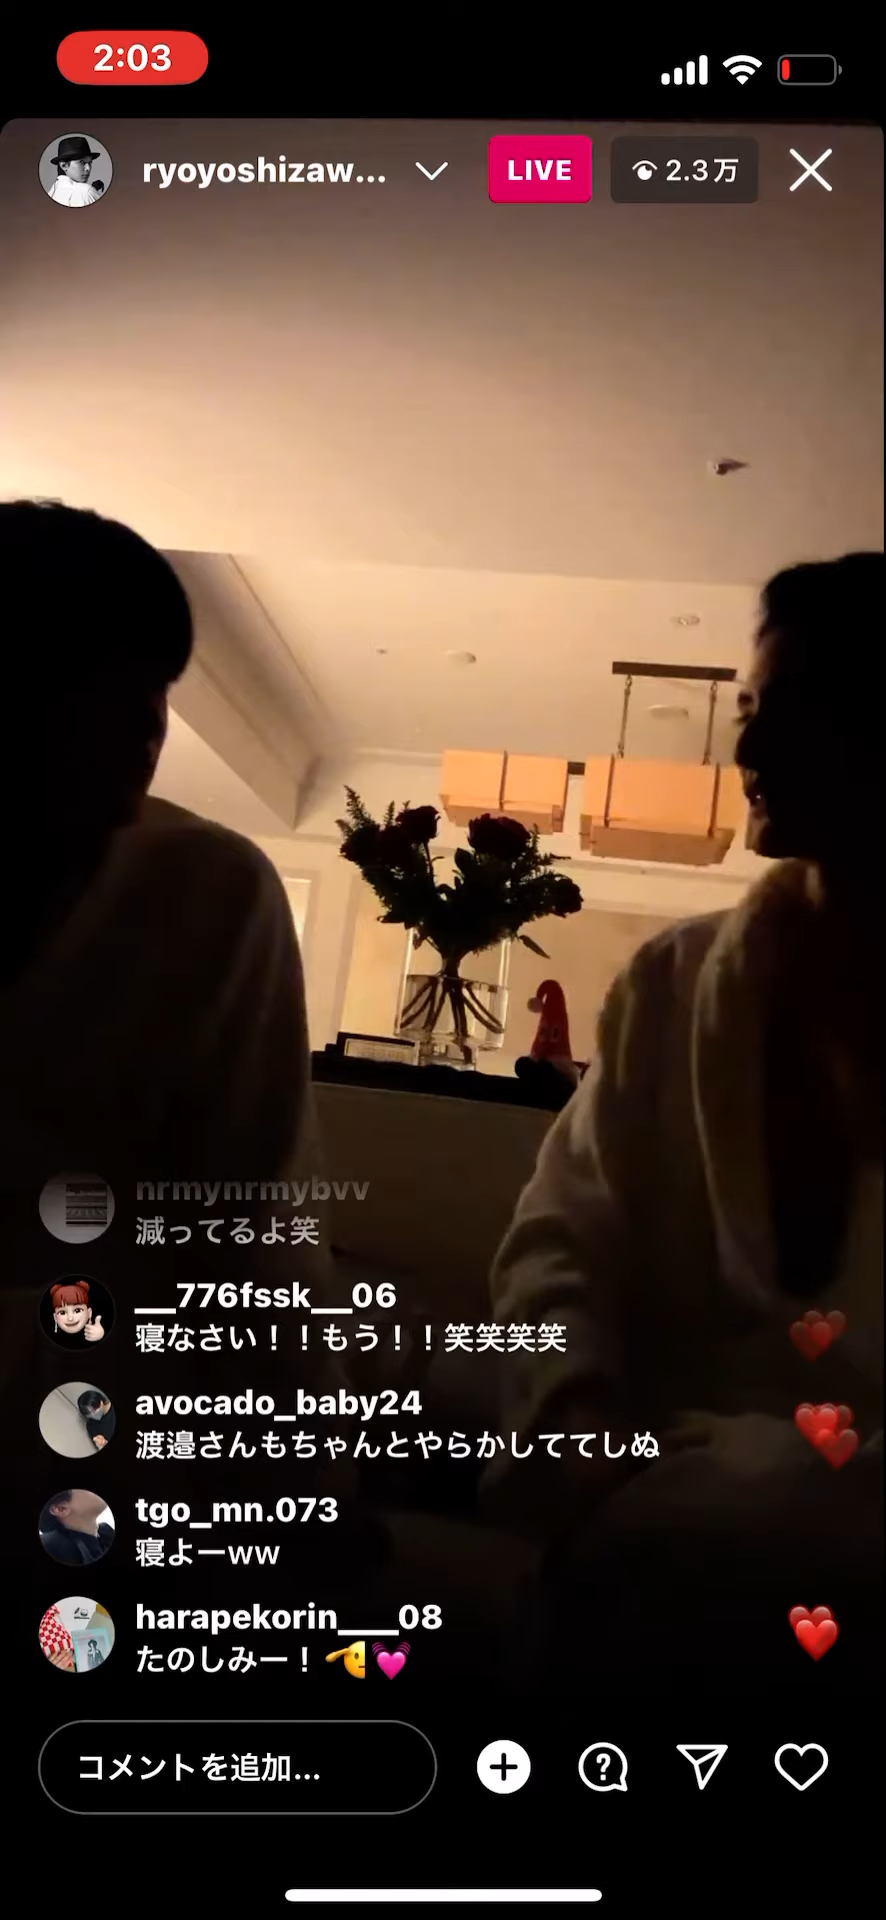 2:03
ryoyoshizaw...
LIVE
2.3万
nrmynrmybvv
減ってるよ笑
__776fssk__06
寝なさい！！もう！！笑笑笑笑
avocado_baby24
渡邉さんもちゃんとやらかしててしぬ
tgo_mn.073
寝よーww
harapekorin___08
たのしみー！🫡💓
コメントを追加...